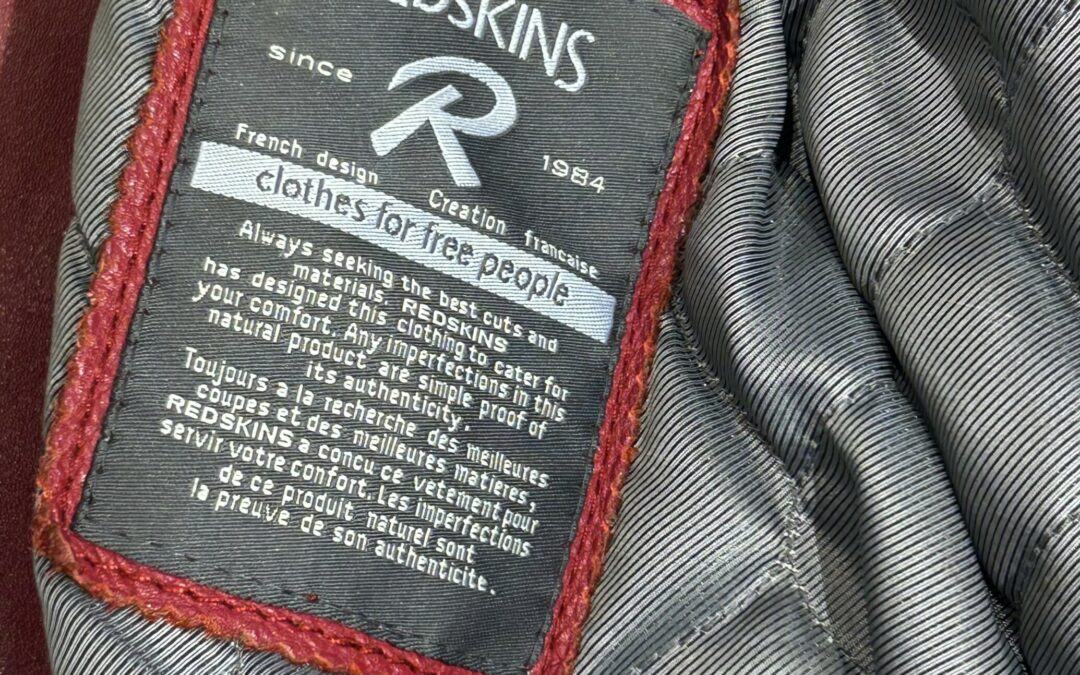 REDSKINS
since
R
1984
French design
Creation francaise
clothes for free people
Always seeking the best cuts and
materials, REDSKINS
has designed this clothing to cater for
your comfort. Any imperfections in this
natural product are simple proof of
its authenticity.
Toujours a la recherche des meilleures
coupes et des meilleures matieres,
REDSKINS a concu ce vetement pour
servir votre confort. Les imperfections
de ce produit naturel sont
la preuve de son authenticite.